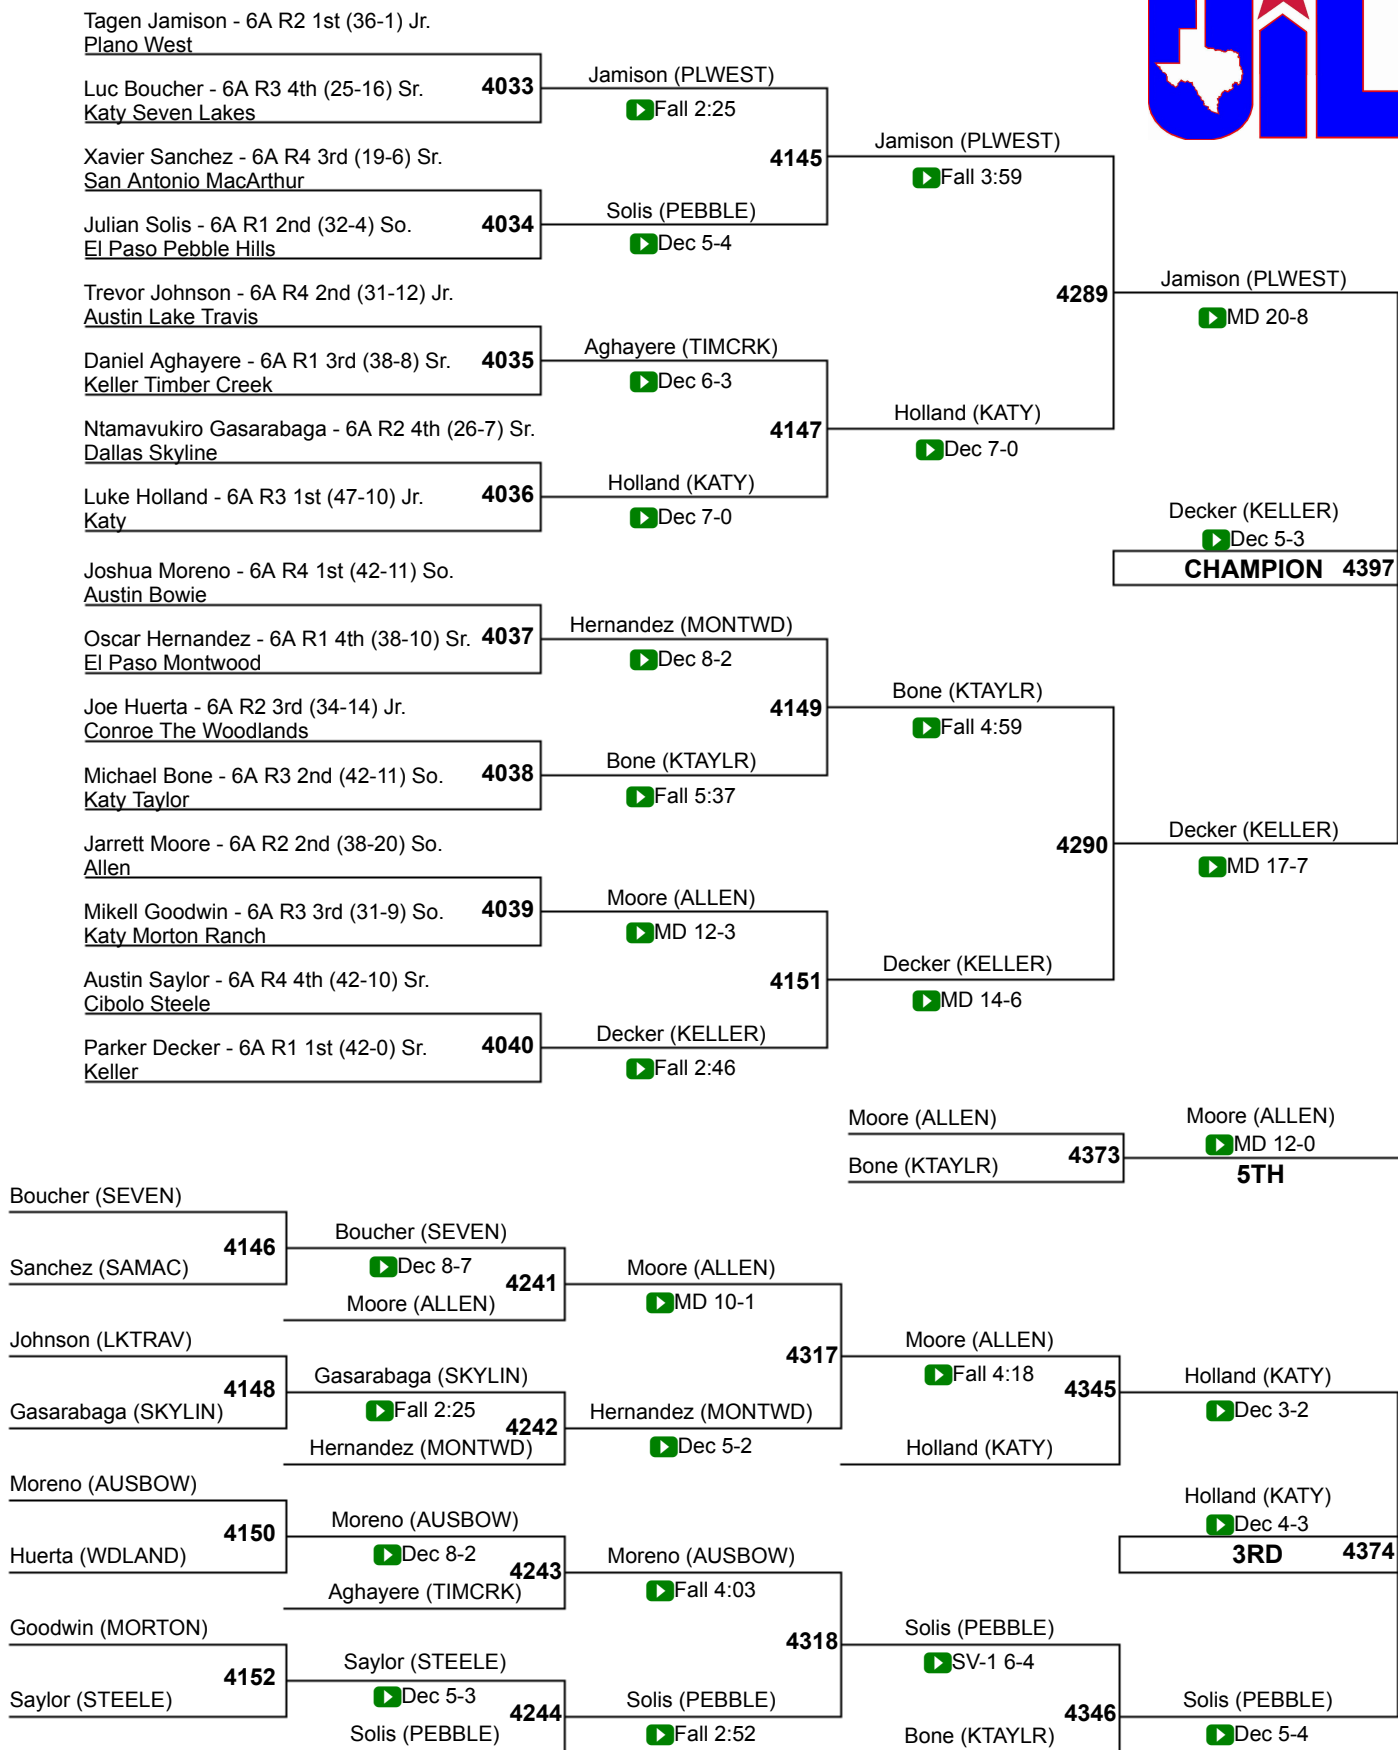 Tagen Jamison - 6A R2 1st (36-1) Jr.
Plano West
Luc Boucher - 6A R3 4th (25-16) Sr.
Katy Seven Lakes
4033
Jamison (PLWEST)
Fall 2:25
Xavier Sanchez - 6A R4 3rd (19-6) Sr.
San Antonio MacArthur
Julian Solis - 6A R1 2nd (32-4) So.
El Paso Pebble Hills
4034
Solis (PEBBLE)
Dec 5-4
4145
Jamison (PLWEST)
Fall 3:59
Trevor Johnson - 6A R4 2nd (31-12) Jr.
Austin Lake Travis
Daniel Aghayere - 6A R1 3rd (38-8) Sr.
Keller Timber Creek
4035
Aghayere (TIMCRK)
Dec 6-3
Ntamavukiro Gasarabaga - 6A R2 4th (26-7) Sr.
Dallas Skyline
Luke Holland - 6A R3 1st (47-10) Jr.
Katy
4036
Holland (KATY)
Dec 7-0
4147
Holland (KATY)
Dec 7-0
4289
Jamison (PLWEST)
MD 20-8
Joshua Moreno - 6A R4 1st (42-11) So.
Austin Bowie
Oscar Hernandez - 6A R1 4th (38-10) Sr.
El Paso Montwood
4037
Hernandez (MONTWD)
Dec 8-2
Joe Huerta - 6A R2 3rd (34-14) Jr.
Conroe The Woodlands
Michael Bone - 6A R3 2nd (42-11) So.
Katy Taylor
4038
Bone (KTAYLR)
Fall 5:37
4149
Bone (KTAYLR)
Fall 4:59
Jarrett Moore - 6A R2 2nd (38-20) So.
Allen
Mikell Goodwin - 6A R3 3rd (31-9) So.
Katy Morton Ranch
4039
Moore (ALLEN)
MD 12-3
Austin Saylor - 6A R4 4th (42-10) Sr.
Cibolo Steele
Parker Decker - 6A R1 1st (42-0) Sr.
Keller
4040
Decker (KELLER)
Fall 2:46
4151
Decker (KELLER)
MD 14-6
4290
Decker (KELLER)
MD 17-7
Decker (KELLER)
Dec 5-3
CHAMPION 4397
UIL
Moore (ALLEN)
Bone (KTAYLR)
4373
Moore (ALLEN)
MD 12-0
5TH
Boucher (SEVEN)
Sanchez (SAMAC)
4146
Boucher (SEVEN)
Dec 8-7
Moore (ALLEN)
4241
Moore (ALLEN)
MD 10-1
Johnson (LKTRAV)
Gasarabaga (SKYLIN)
4148
Gasarabaga (SKYLIN)
Fall 2:25
Hernandez (MONTWD)
4242
Hernandez (MONTWD)
Dec 5-2
4317
Moore (ALLEN)
Fall 4:18
Holland (KATY)
4345
Holland (KATY)
Dec 3-2
Moreno (AUSBOW)
Huerta (WDLAND)
4150
Moreno (AUSBOW)
Dec 8-2
Aghayere (TIMCRK)
4243
Moreno (AUSBOW)
Fall 4:03
Goodwin (MORTON)
Saylor (STEELE)
4152
Saylor (STEELE)
Dec 5-3
Solis (PEBBLE)
4244
Solis (PEBBLE)
Fall 2:52
4318
Solis (PEBBLE)
SV-1 6-4
Bone (KTAYLR)
4346
Solis (PEBBLE)
Dec 5-4
Holland (KATY)
Dec 4-3
3RD 4374